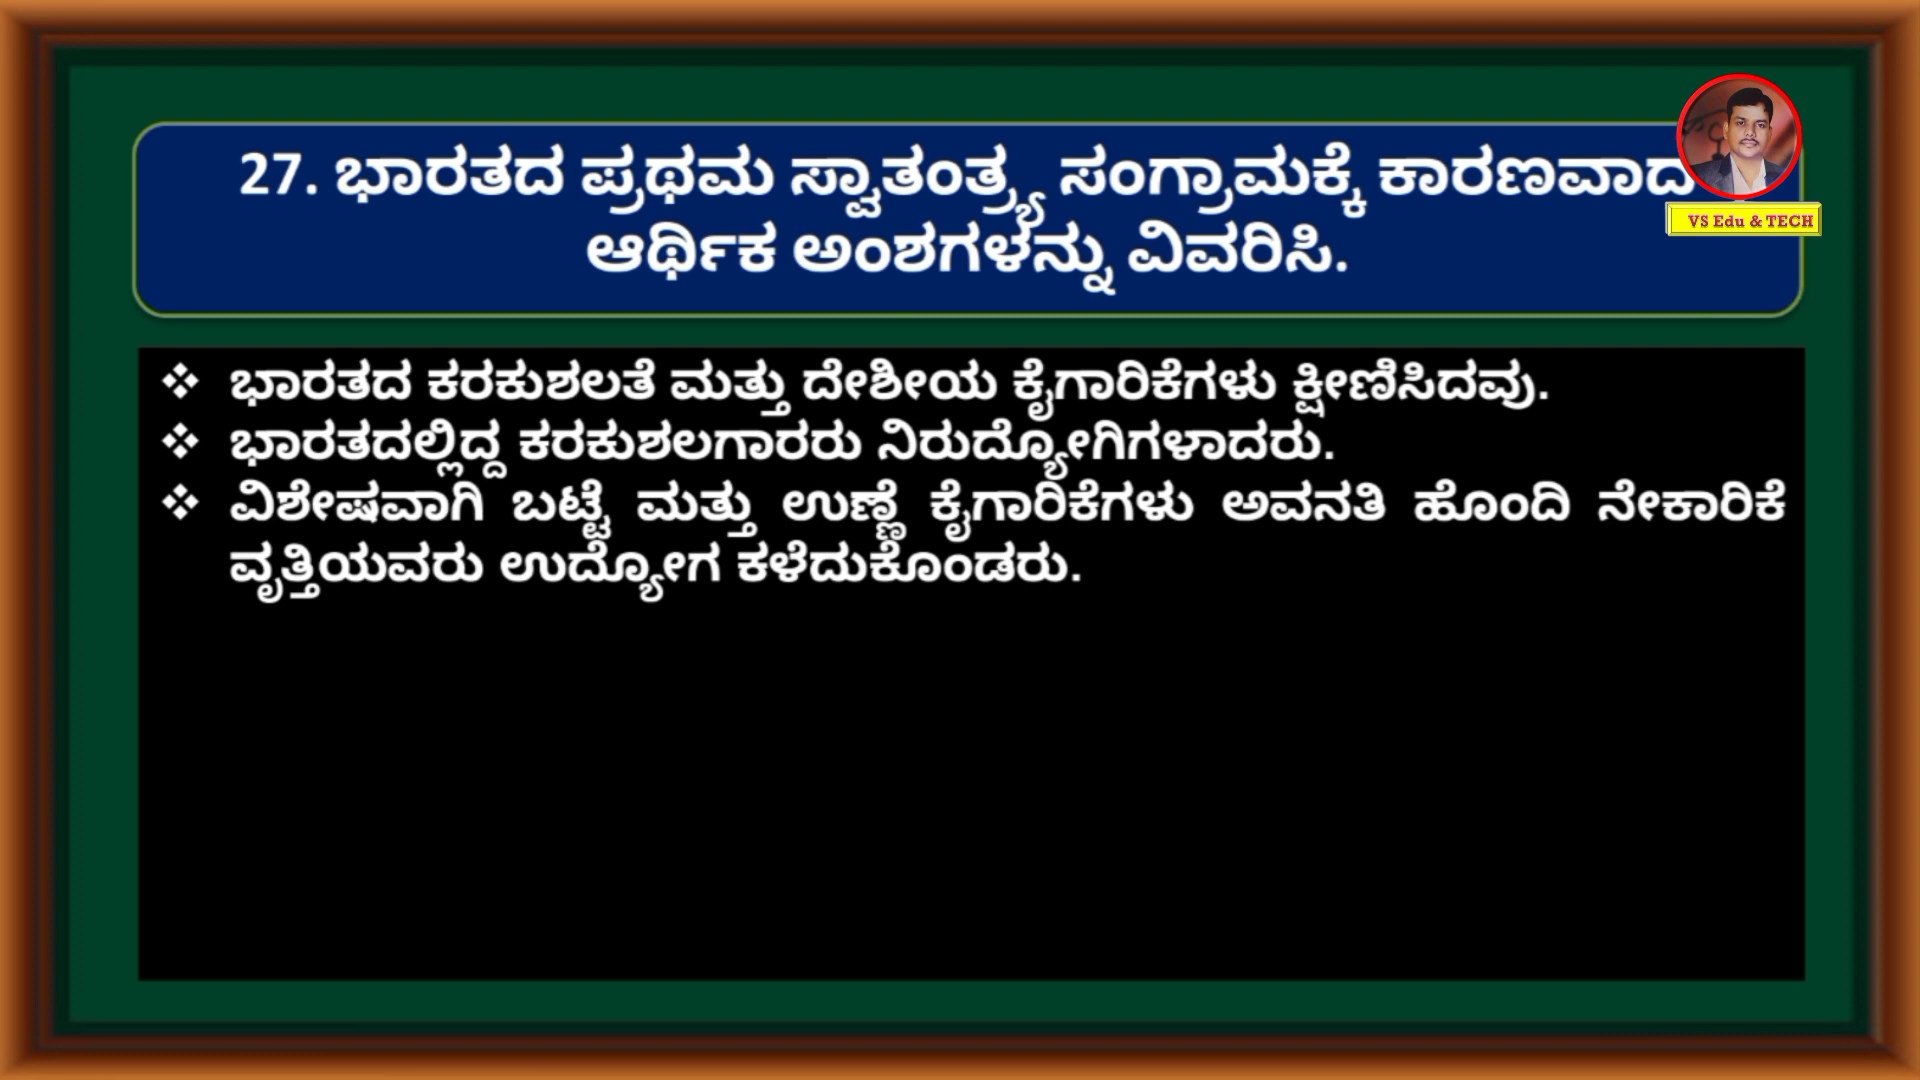 27. ಭಾರತದ ಪ್ರಥಮ ಸ್ವಾತಂತ್ರ್ಯ ಸಂಗ್ರಾಮಕ್ಕೆ ಕಾರಣವಾದ
ಆರ್ಥಿಕ ಅಂಶಗಳನ್ನು ವಿವರಿಸಿ.
VS Edu & TECH
❖ ಭಾರತದ ಕರಕುಶಲತೆ ಮತ್ತು ದೇಶೀಯ ಕೈಗಾರಿಕೆಗಳು ಕ್ಷೀಣಿಸಿದವು.
❖ ಭಾರತದಲ್ಲಿದ್ದ ಕರಕುಶಲಗಾರರು ನಿರುದ್ಯೋಗಿಗಳಾದರು.
❖ ವಿಶೇಷವಾಗಿ ಬಟ್ಟೆ ಮತ್ತು ಉಣ್ಣೆ ಕೈಗಾರಿಕೆಗಳು ಅವನತಿ ಹೊಂದಿ ನೇಕಾರಿಕೆ
ವೃತ್ತಿಯವರು ಉದ್ಯೋಗ ಕಳೆದುಕೊಂಡರು.